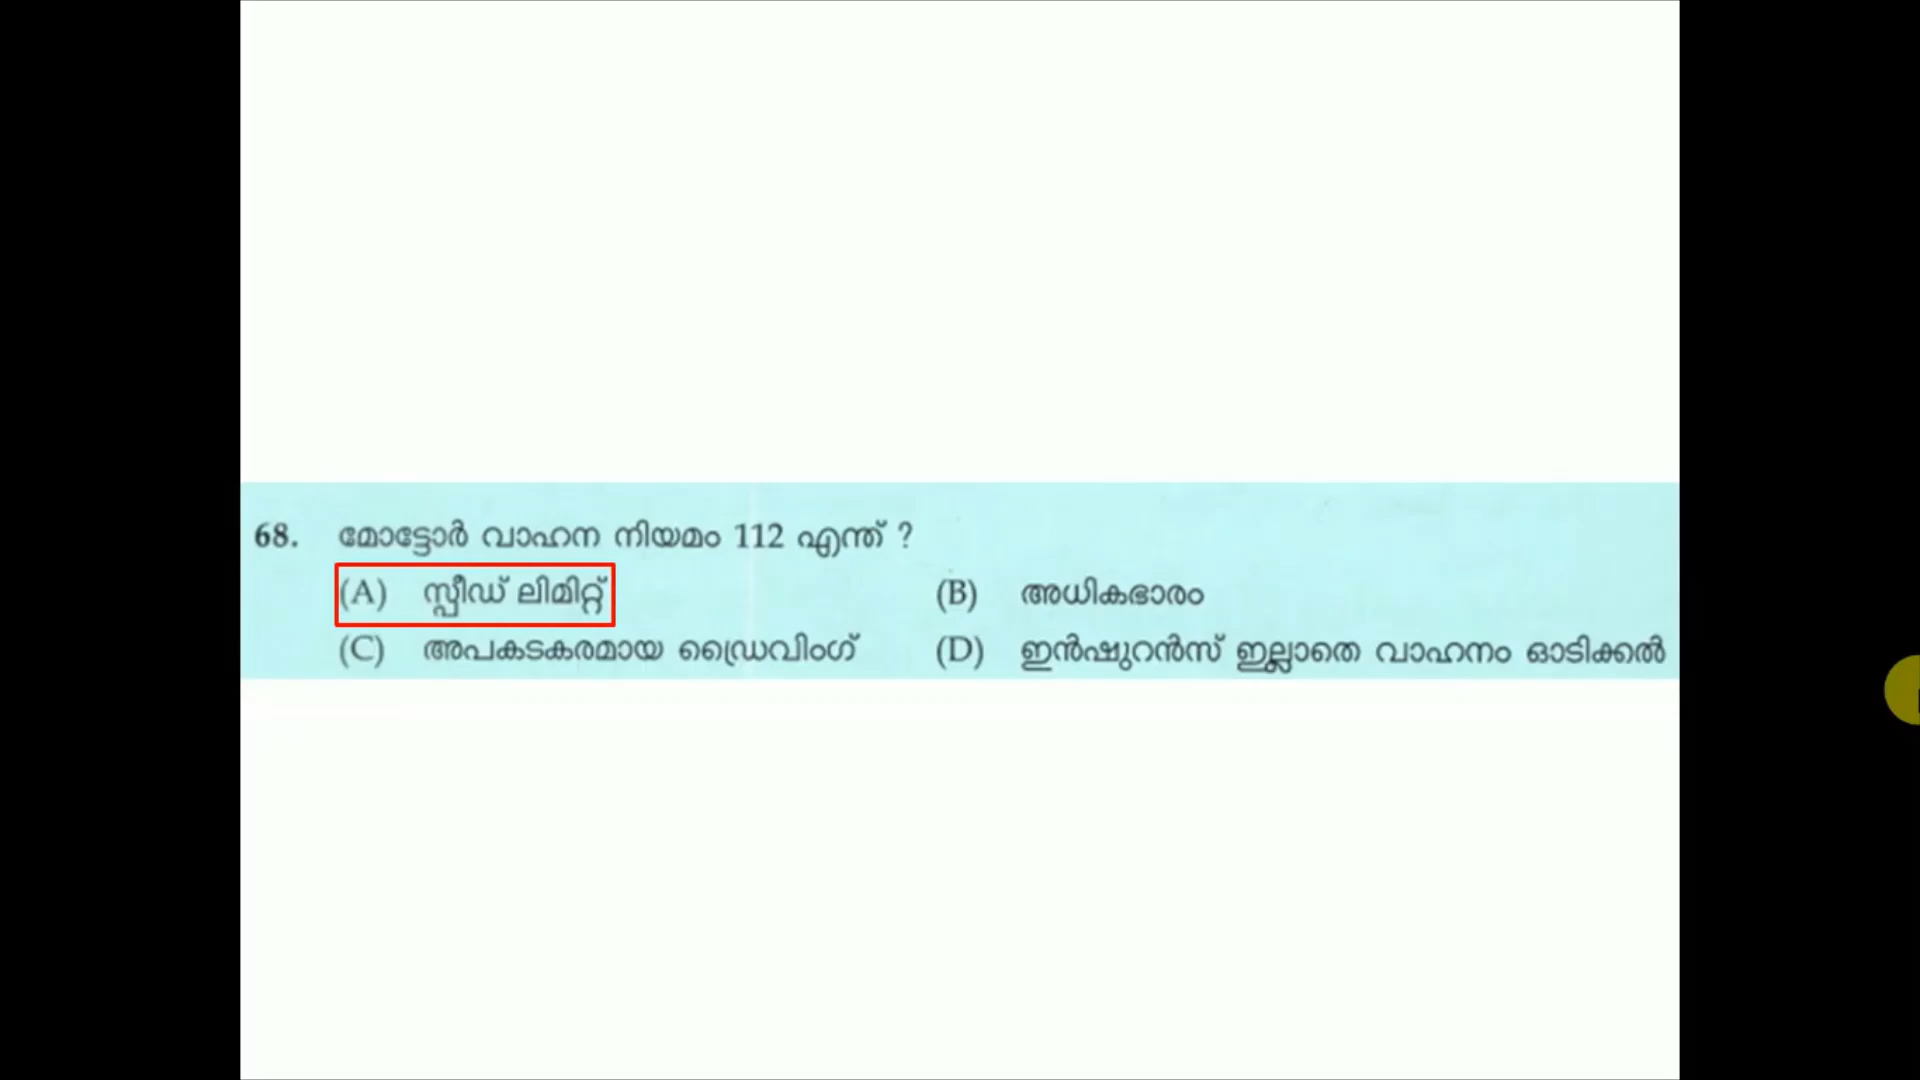 68. മോട്ടോർ വാഹന നിയമം 112 എന്ത് ?
(A) സ്പീഡ് ലിമിറ്റ് (B) അധികഭാരം
(C) അപകടകരമായ ഡ്രൈവിംഗ് (D) ഇൻഷുറൻസ് ഇല്ലാതെ വാഹനം ഓടിക്കൽ